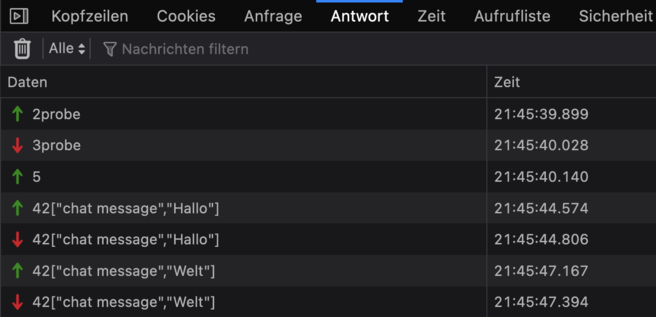 Kopfzeilen Cookies Anfrage Antwort Zeit Aufrufliste Sicherheit
Alle Nachrichten filtern
Daten Zeit
↑ 2probe 21:45:39.899
↓ 3probe 21:45:40.028
↑ 5 21:45:40.140
↑ 42["chat message","Hallo"] 21:45:44.574
↓ 42["chat message","Hallo"] 21:45:44.806
↑ 42["chat message","Welt"] 21:45:47.167
↓ 42["chat message","Welt"] 21:45:47.394